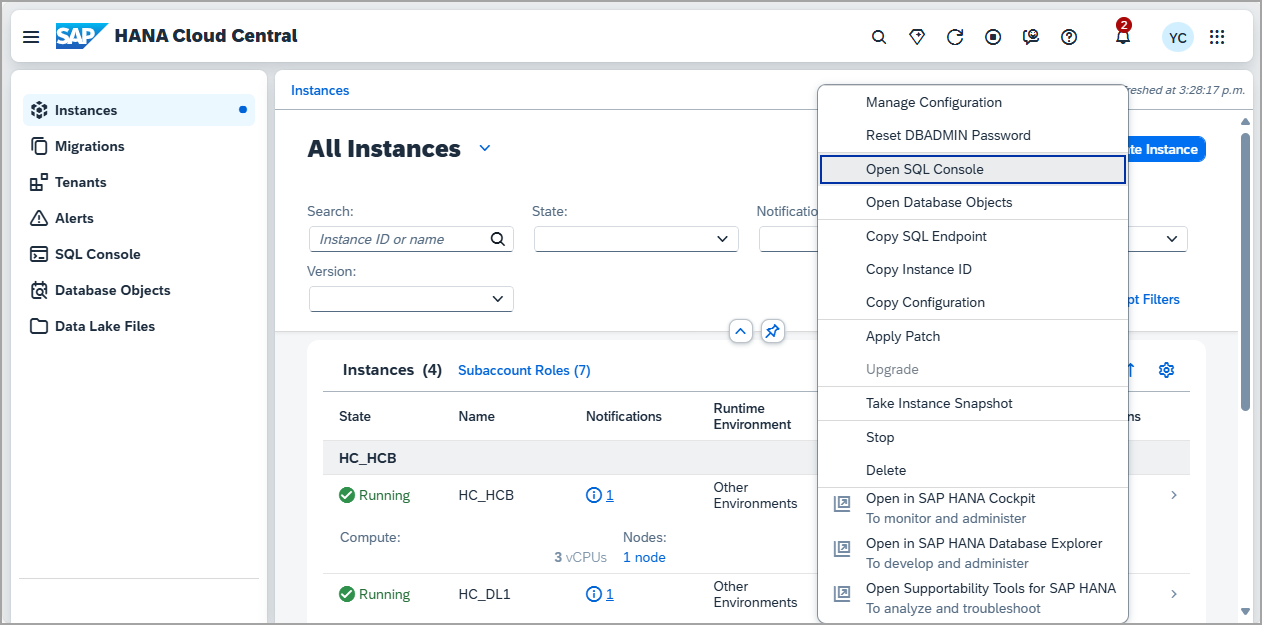 SAP HANA Cloud Central
2
YC
Instances
Migrations
Tenants
Alerts
SQL Console
Database Objects
Data Lake Files
Instances
reshed at 3:28:17 p.m.
All Instances
te Instance
Search:
State:
Notificatio
Instance ID or name
Version:
pt Filters
Instances (4) Subaccount Roles (7)
State
Name
Notifications
Runtime
Environment
ns
HC_HCB
Running
HC_HCB
1
Other
Environments
Compute:
3 vCPUs
Nodes:
1 node
Running
HC_DL1
1
Other
Environments
Manage Configuration
Reset DBADMIN Password
Open SQL Console
Open Database Objects
Copy SQL Endpoint
Copy Instance ID
Copy Configuration
Apply Patch
Upgrade
Take Instance Snapshot
Stop
Delete
Open in SAP HANA Cockpit
To monitor and administer
Open in SAP HANA Database Explorer
To develop and administer
Open Supportability Tools for SAP HANA
To analyze and troubleshoot